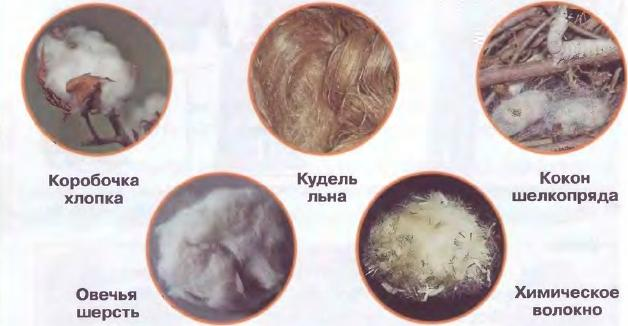 Коробочка
хлопка
Кудель
льна
Кокон
шелкопряда
Овечья
шерсть
Химическое
волокно